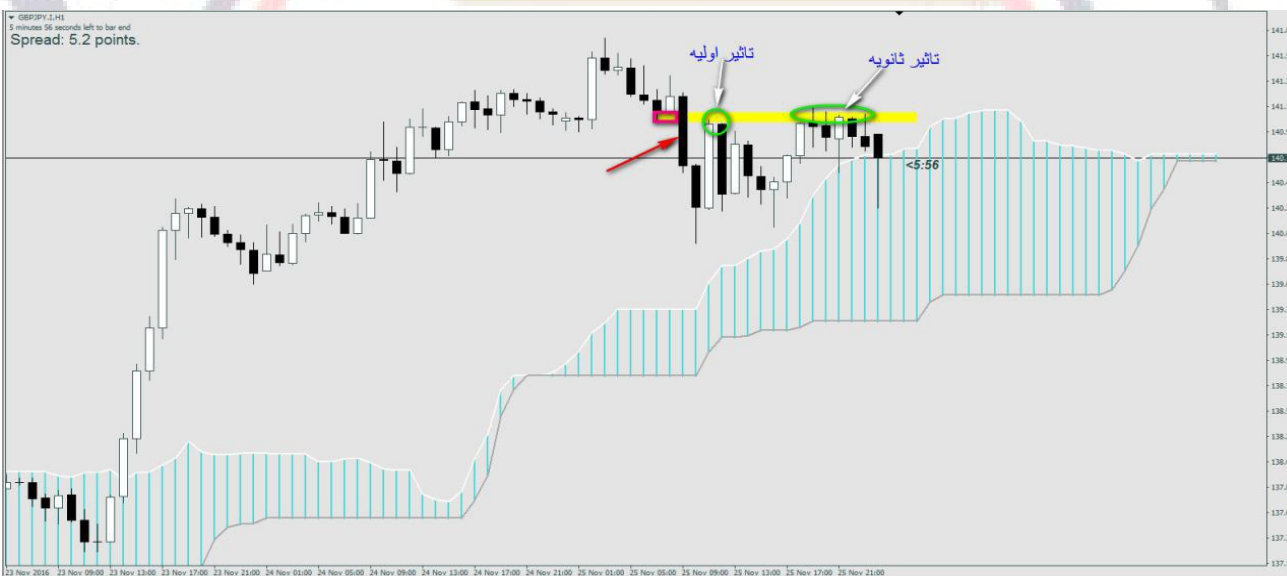 GBPJPY.I,H1
5 minutes 56 seconds left to bar end
Spread: 5.2 points.
تاثیر اولیه
تاثیر ثانویه
<5:56
23 Nov 2016 23 Nov 09:00 23 Nov 13:00 23 Nov 17:00 23 Nov 21:00 24 Nov 01:00 24 Nov 05:00 24 Nov 09:00 24 Nov 13:00 24 Nov 17:00 24 Nov 21:00 25 Nov 01:00 25 Nov 05:00 25 Nov 09:00 25 Nov 13:00 25 Nov 17:00 25 Nov 21:00